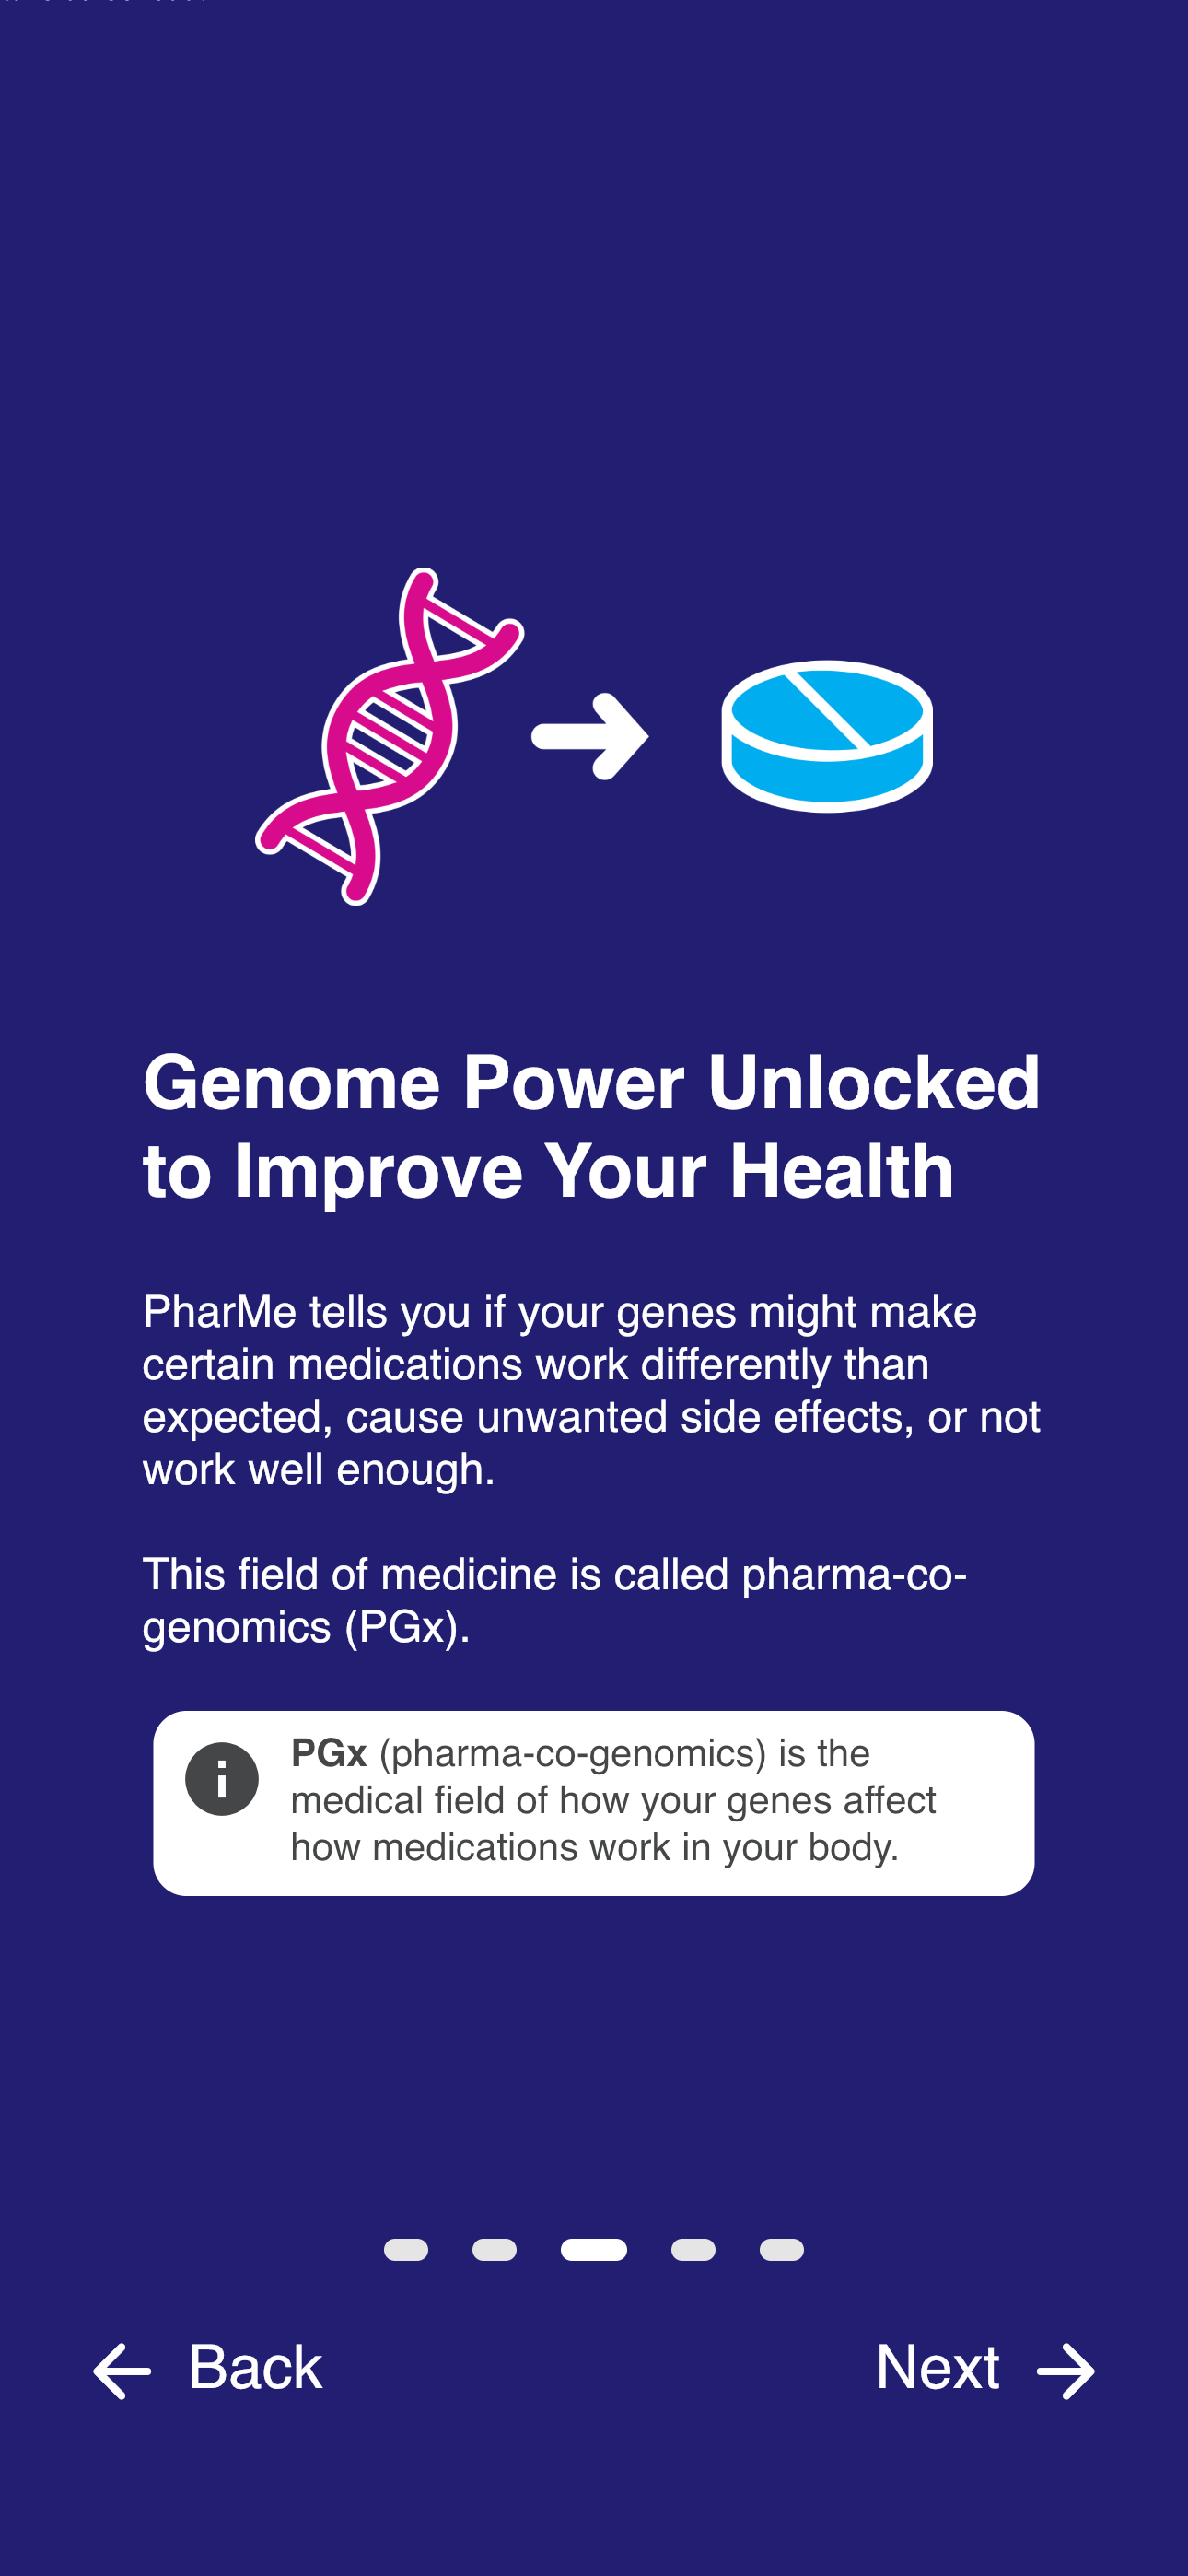 Genome Power Unlocked
to Improve Your Health
PharMe tells you if your genes might make
certain medications work differently than
expected, cause unwanted side effects, or not
work well enough.
This field of medicine is called pharma-co-
genomics (PGx).
PGx (pharma-co-genomics) is the
medical field of how your genes affect
how medications work in your body.
Back
Next